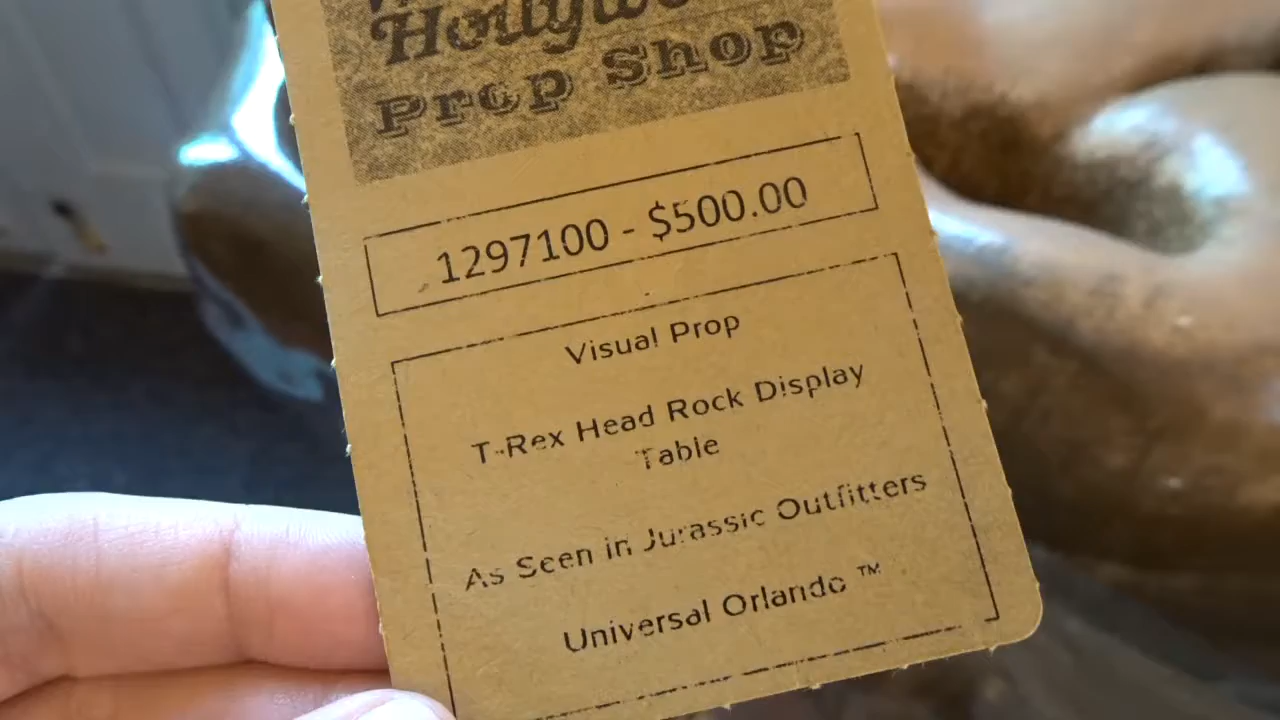 Hollywo
Prop Shop
1297100 - $500.00
Visual Prop
T-Rex Head Rock Display
Table
As Seen in Jurassic Outfitters
Universal Orlando ™